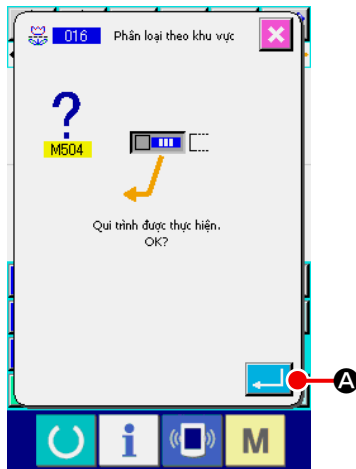 016 Phân loại theo khu vực
?
M504
Qui trình được thực hiện.
OK?
A
i
M